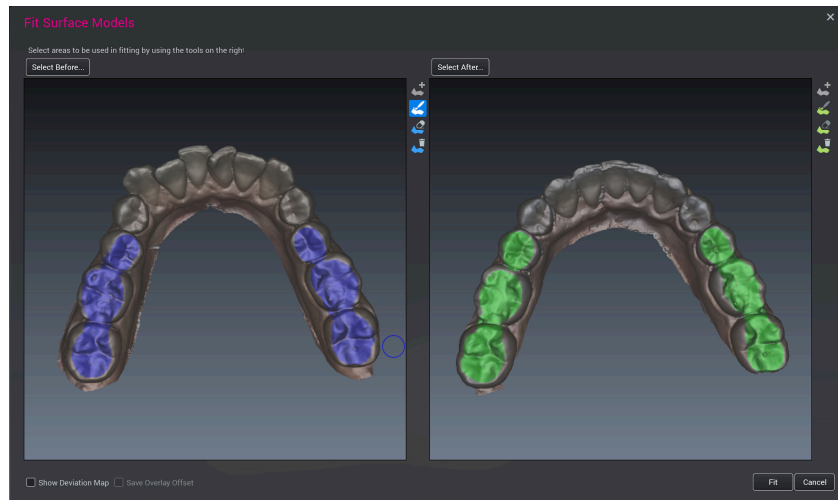 Fit Surface Models
Select areas to be used in fitting by using the tools on the righ
Select Before...
Select After...
Show Deviation Map
Save Overlay Offset
Fit
Cancel